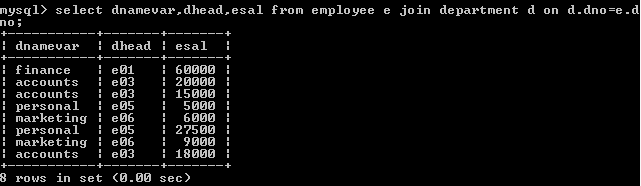 mysql> select dnamevar,dhead,esal from employee e join department d on d.dno=e.d
no;
+-----------+-------+-------+
| dnamevar  | dhead | esal  |
+-----------+-------+-------+
| finance   | e01   | 60000 |
| accounts  | e03   | 20000 |
| accounts  | e03   | 15000 |
| personal  | e05   |  5000 |
| marketing | e06   |  6000 |
| personal  | e05   | 27500 |
| marketing | e06   |  9000 |
| accounts  | e03   | 18000 |
+-----------+-------+-------+
8 rows in set (0.00 sec)